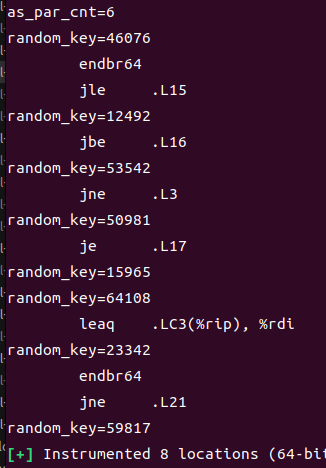 as_par_cnt=6
random_key=46076
endbr64
jle .L15
random_key=12492
jbe .L16
random_key=53542
jne .L3
random_key=50981
je .L17
random_key=15965
random_key=64108
leaq .LC3(%rip), %rdi
random_key=23342
endbr64
jne .L21
random_key=59817
[+] Instrumented 8 locations (64-bit